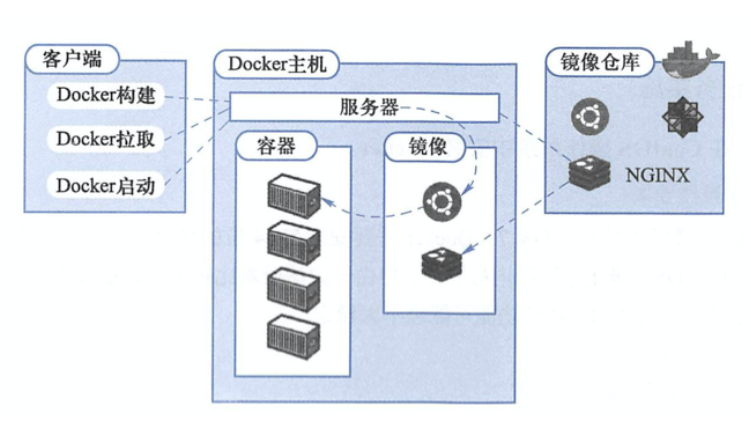 客户端
Docker构建
Docker拉取
Docker启动
Docker主机
服务器
容器
镜像
镜像仓库
NGINX